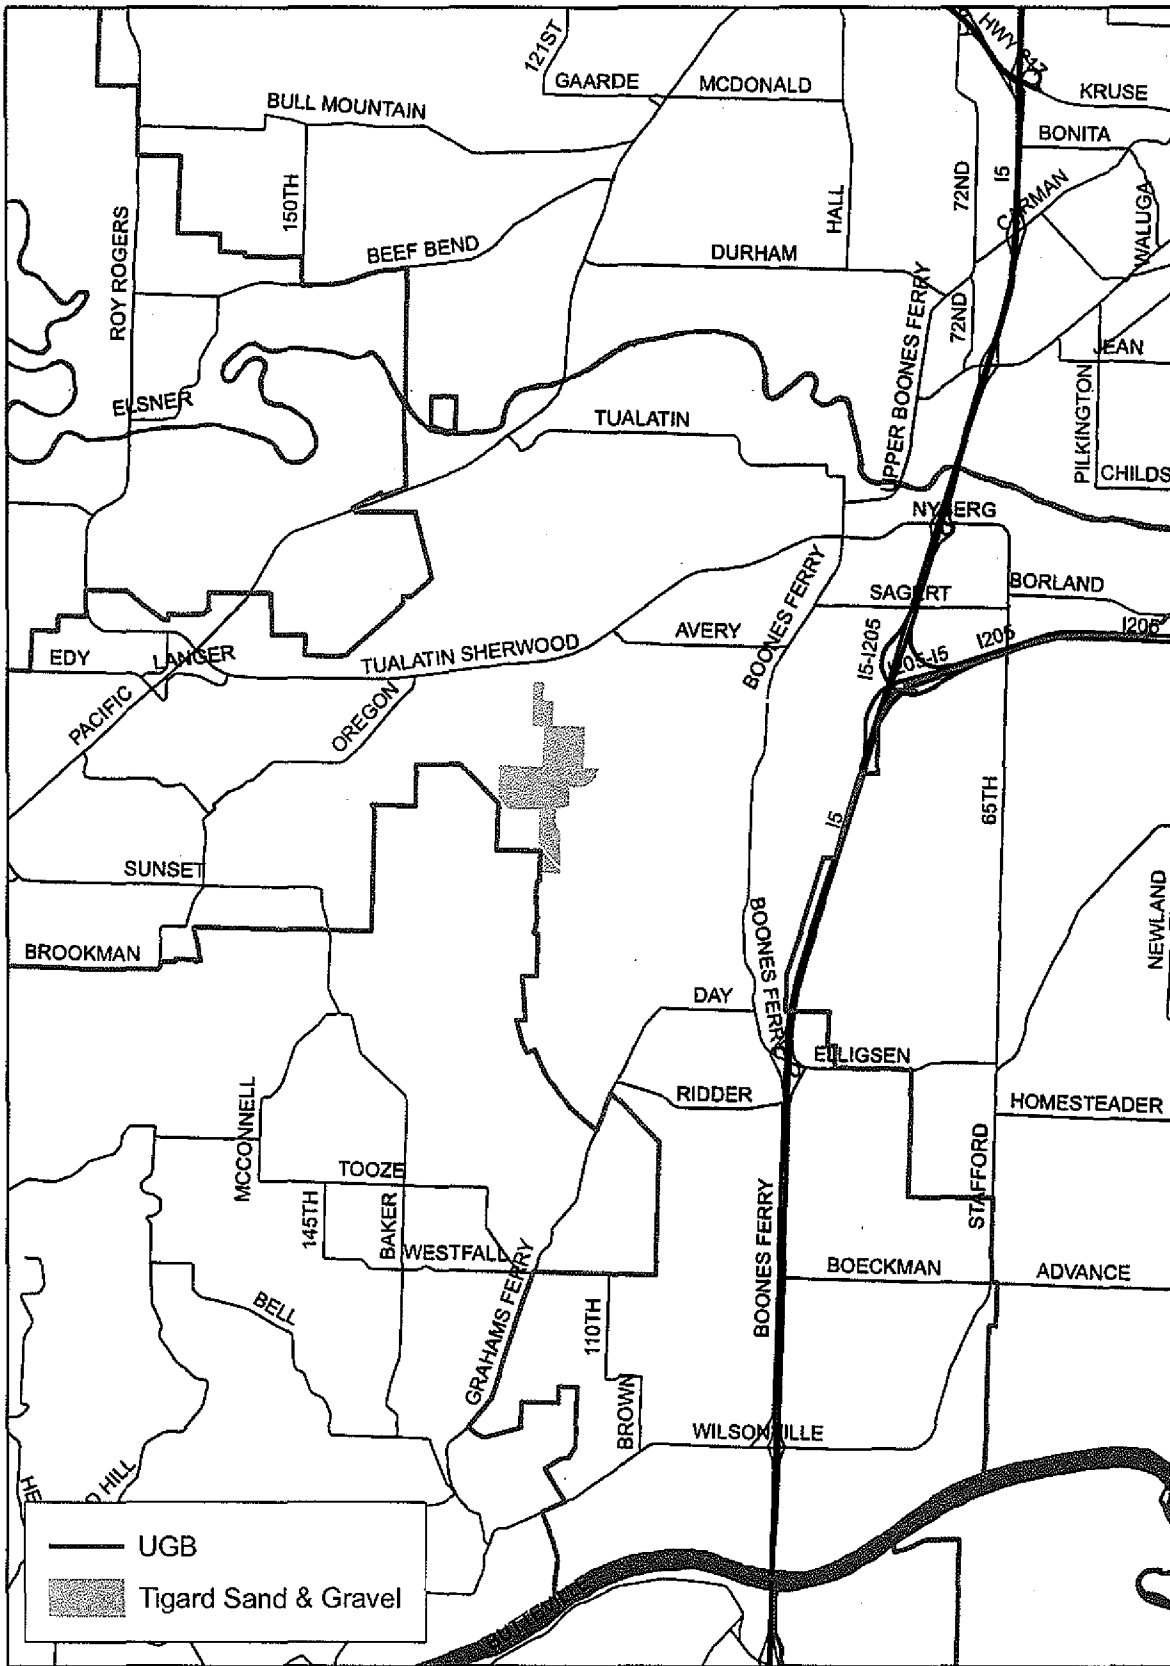 121ST
HWY 217
GAARDE
MCDONALD
KRUSE
BULL MOUNTAIN
BONITA
150TH
ROY ROGERS
HALL
72ND
I5
CARMAN
WALUGA
BEEF BEND
DURHAM
UPPER BOONES FERRY
72ND
JEAN
ELSNER
TUALATIN
PILKINGTON
CHILDS
NYBERG
BOONES FERRY
SAGERT
BORLAND
AVERY
I5-I205
I205-I5
I205
I205
EDY
LANGER
TUALATIN SHERWOOD
PACIFIC
OREGON
I5
65TH
SUNSET
BOONES FERRY
NEWLAND
BROOKMAN
DAY
ELLIGSEN
RIDDER
HOMESTEADER
MCCONNELL
TOOZE
145TH
BAKER
WESTFALL
STAFFORD
GRAHAMS FERRY
BOONES FERRY
BOECKMAN
ADVANCE
BELL
110TH
BROWN
WILSONVILLE
HILL
UGB
Tigard Sand & Gravel